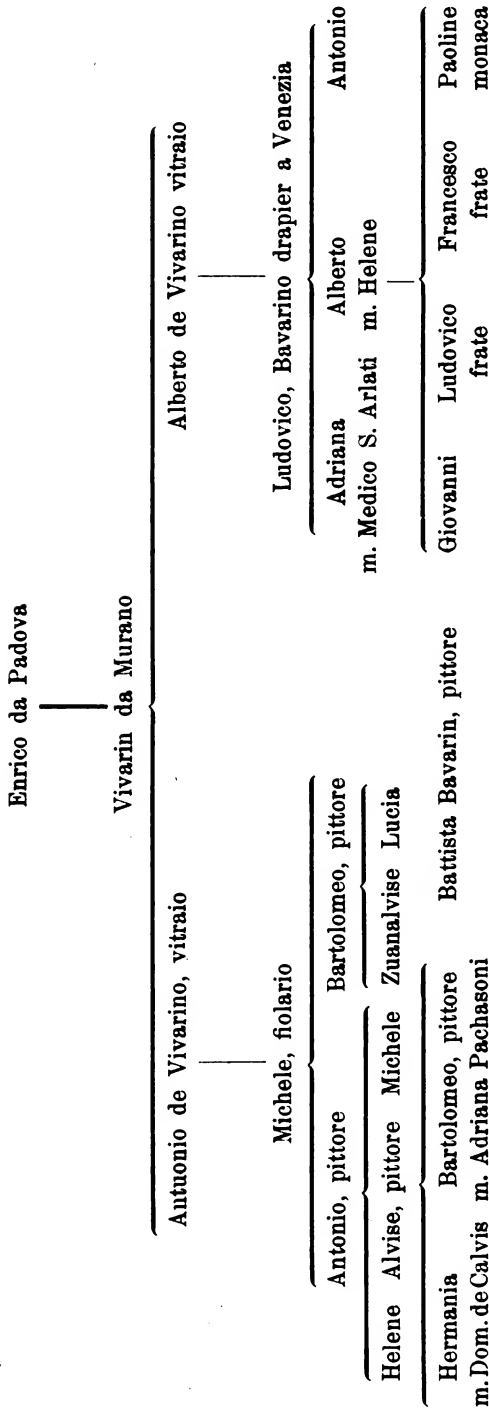 Enrico da Padova
Vivarin da Murano
Antuonio de Vivarino, vitraio
Alberto de Vivarino vitraio
Michele, fiolario
Ludovico, Bavarino drapier a Venezia
Antonio, pittore
Bartolomeo, pittore
Adriana
Alberto
Antonio
m. Medico S. Arlati
m. Helene
Helene
Alvise, pittore
Michele
Zuanalvise
Lucia
Hermania
Bartolomeo, pittore
Battista Bavarin, pittore
Giovanni
Ludovico
Francesco
Paoline
m. Dom. de Calvis
m. Adriana Pachasoni
frate
frate
monaca